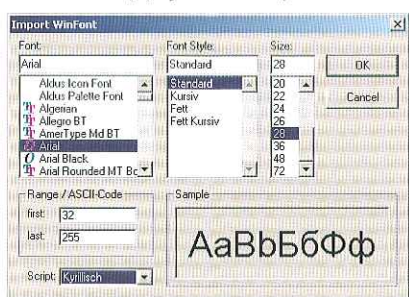 Import WinFont
Font:
Font Style:
Size:
Arial
Standard
28
OK
Cancel
Aldus Icon Font
Aldus Palette Font
Algerian
Allegro BT
AmerType Md BT
Arial
Arial Black
Arial Rounded MT Bc
Standard
Kursiv
Fett
Fett Kursiv
20
22
24
26
28
36
48
72
Range / ASCII-Code
first: 32
last: 255
Script: Kyrillisch
Sample
АаBbБбФф